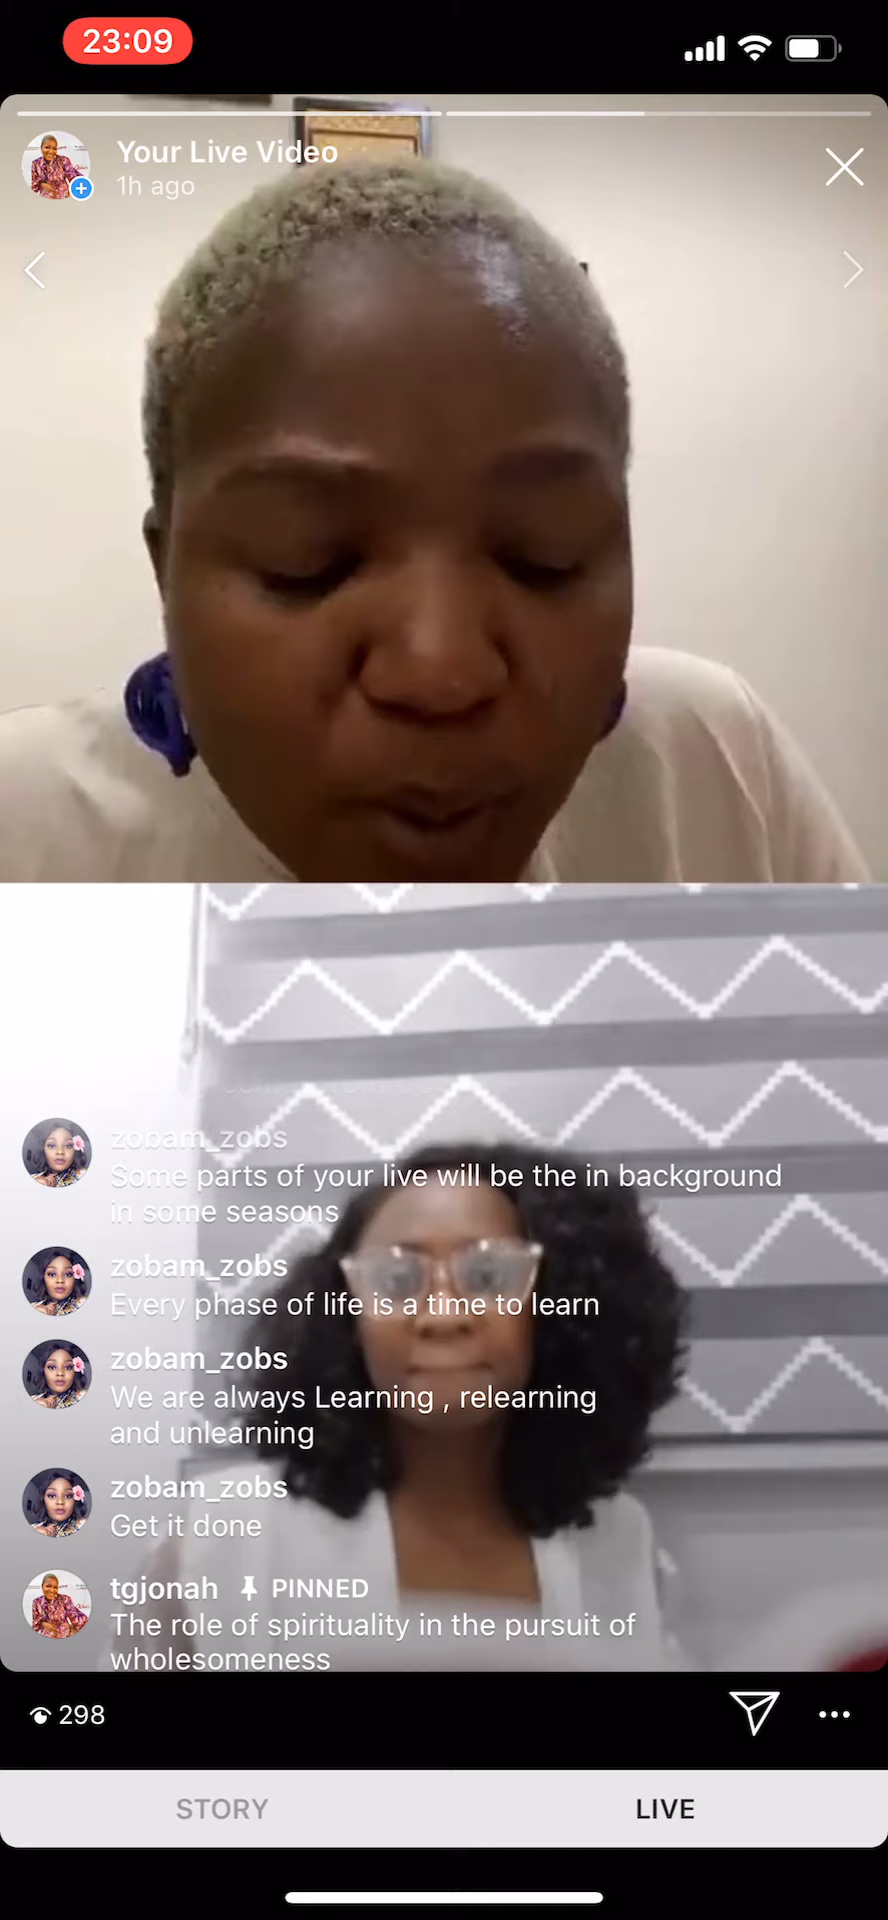 23:09
Your Live Video
1h ago
zobam_zobs
Some parts of your live will be the in background
in some seasons
zobam_zobs
Every phase of life is a time to learn
zobam_zobs
We are always Learning , relearning
and unlearning
zobam_zobs
Get it done
tgjonah PINNED
The role of spirituality in the pursuit of
wholesomeness
298
STORY
LIVE